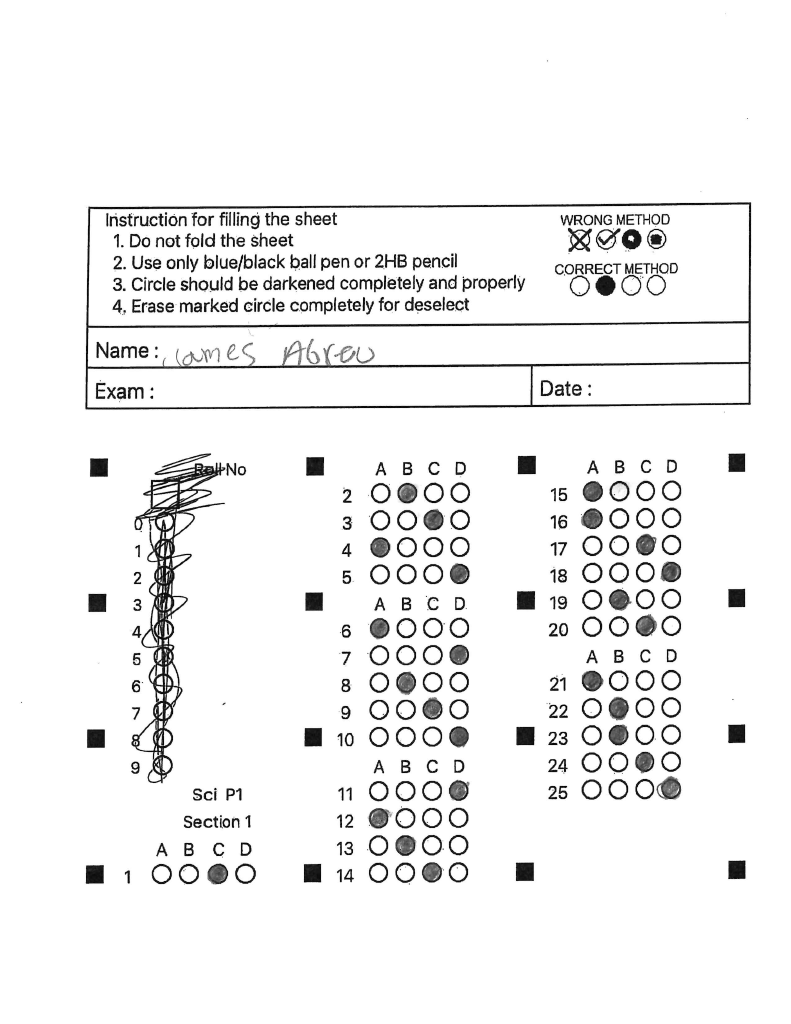 Instruction for filling the sheet
1. Do not fold the sheet
2. Use only blue/black ball pen or 2HB pencil
3. Circle should be darkened completely and properly
4. Erase marked circle completely for deselect
WRONG METHOD
CORRECT METHOD
Name : James Abreu
Exam :
Date :
Roll No
0
1
2
3
4
5
6
7
8
9
Sci P1
Section 1
A B C D
1
A B C D
2
3
4
5
A B C D
6
7
8
9
10
A B C D
11
12
13
14
A B C D
15
16
17
18
19
20
A B C D
21
22
23
24
25